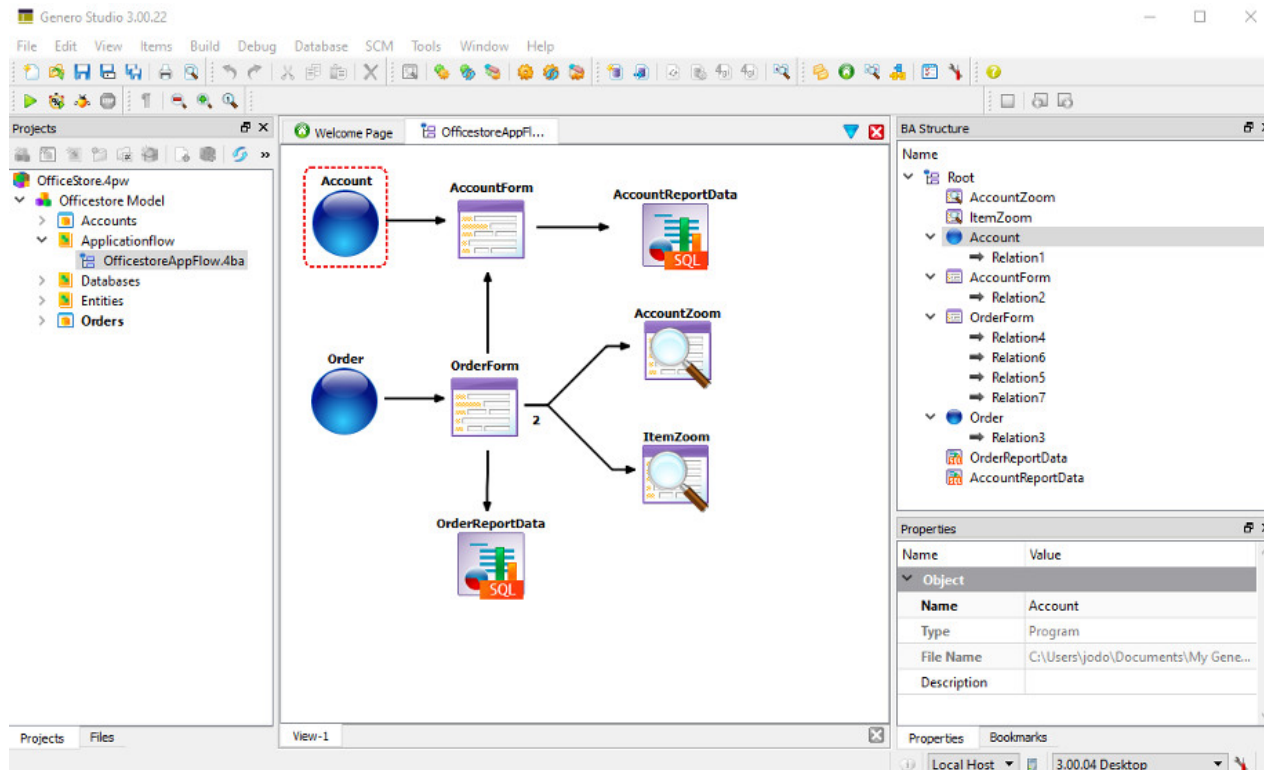 Genero Studio 3.00.22
File Edit View Items Build Debug Database SCM Tools Window Help
Projects
OfficeStore.4pw
Officestore Model
Accounts
Applicationflow
OfficestoreAppFlow.4ba
Databases
Entities
Orders
Projects Files
Welcome Page OfficestoreAppFl...
Account
AccountForm
AccountReportData
SQL
AccountZoom
Order
OrderForm
2
ItemZoom
OrderReportData
SQL
View-1
BA Structure
Name
Root
AccountZoom
ItemZoom
Account
Relation1
AccountForm
Relation2
OrderForm
Relation4
Relation6
Relation5
Relation7
Order
Relation3
OrderReportData
AccountReportData
Properties
Name Value
Object
Name Account
Type Program
File Name C:\Users\jodo\Documents\My Gene...
Description
Properties Bookmarks
Local Host 3.00.04 Desktop